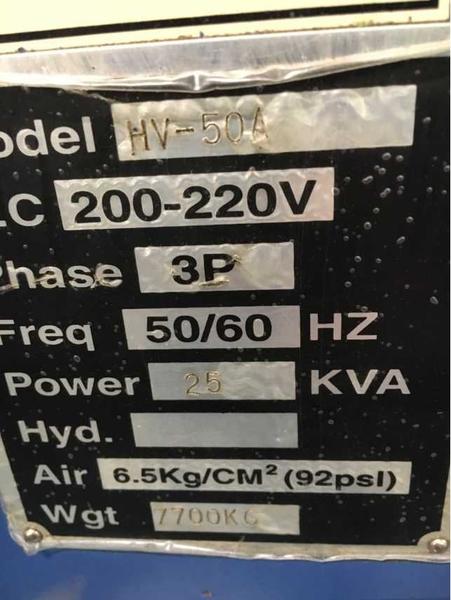 odel HV-50A
.C 200-220V
Phase 3P
Freq 50/60 HZ
Power 25 KVA
Hyd.
Air 6.5Kg/CM² (92psl)
Wgt 7700KG